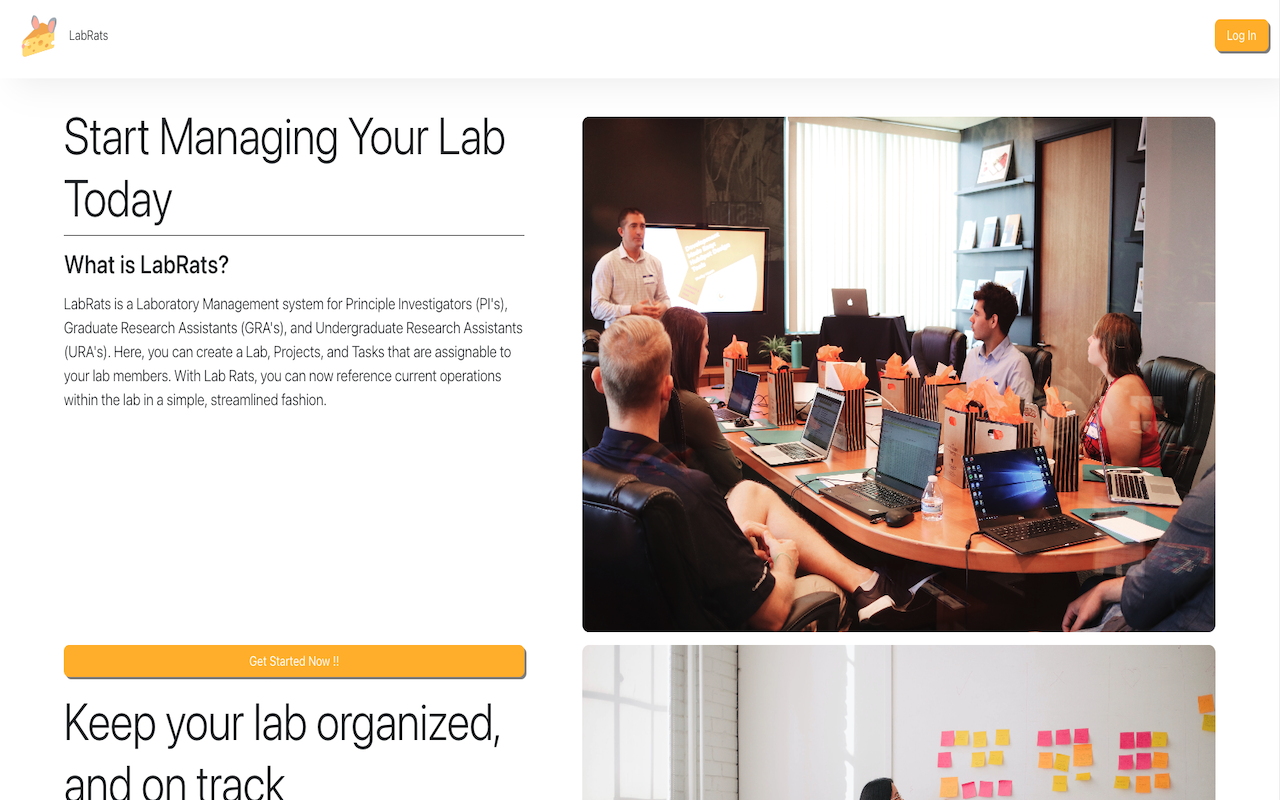 LabRats
Log In
Start Managing Your Lab
Today
What is LabRats?
LabRats is a Laboratory Management system for Principle Investigators (PI's),
Graduate Research Assistants (GRA's), and Undergraduate Research Assistants
(URA's). Here, you can create a Lab, Projects, and Tasks that are assignable to
your lab members. With Lab Rats, you can now reference current operations
within the lab in a simple, streamlined fashion.
Get Started Now !!
Keep your lab organized,
and on track